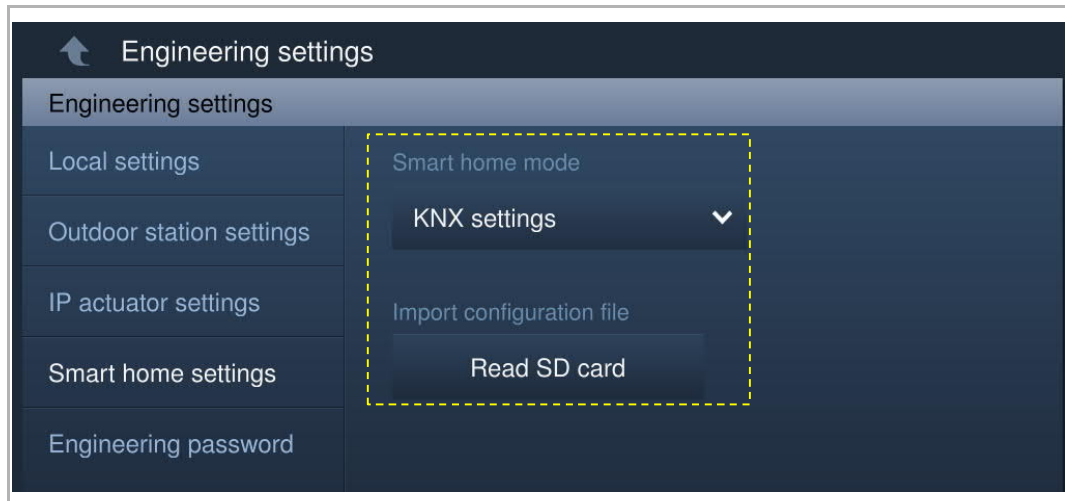 Engineering settings
Engineering settings
Local settings
Outdoor station settings
IP actuator settings
Smart home settings
Engineering password
Smart home mode
KNX settings
Import configuration file
Read SD card